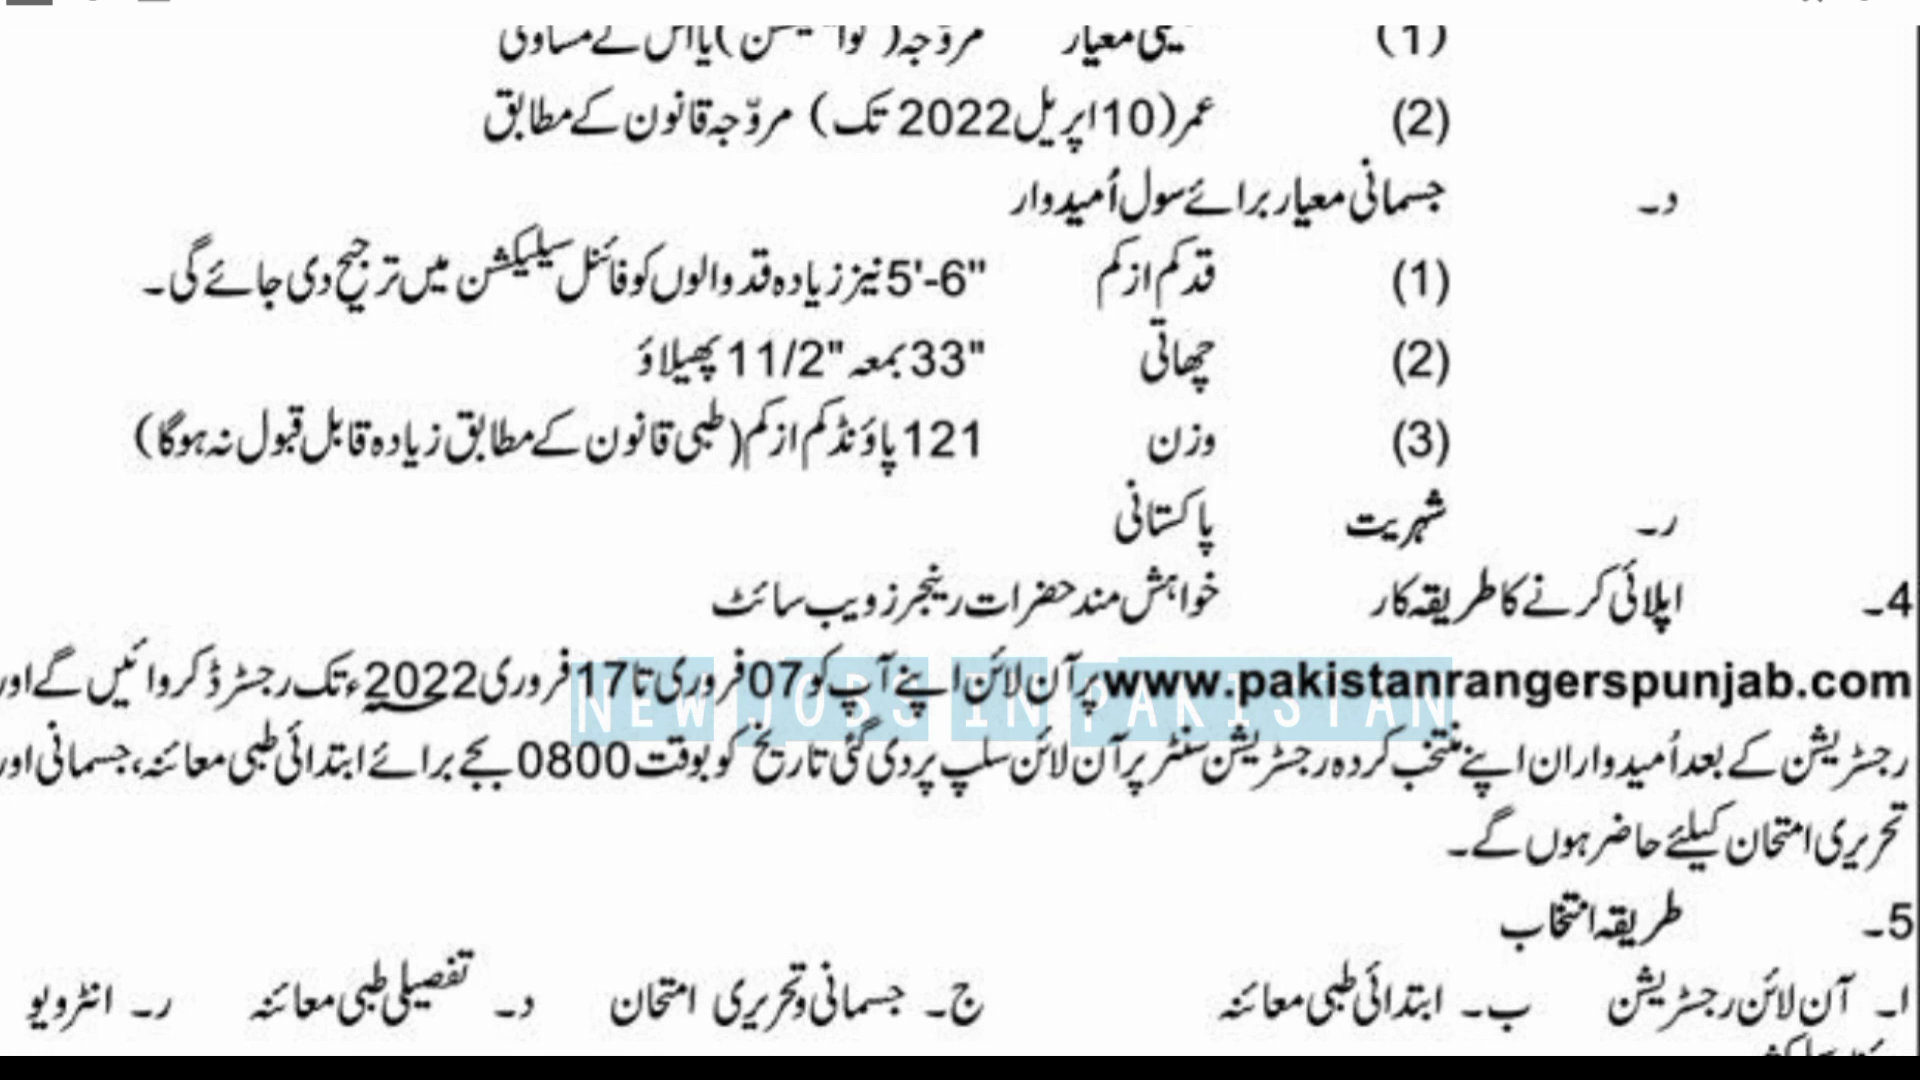 (1) معیار مروّجہ ( ) یا اس کے مساوی
(2) عمر (10 اپریل 2022 تک) مروّجہ قانون کے مطابق
د۔ جسمانی معیار برائے سول اُمیدوار
(1) قد کم از کم 5'-6" نیز زیادہ قد والوں کو فائنل سیلیکشن میں ترجیح دی جائے گی۔
(2) چھاتی 33" بمعہ 11/2" پھیلاؤ
(3) وزن 121 پاؤنڈ کم از کم (طبی قانون کے مطابق زیادہ قابل قبول نہ ہوگا)
ر۔ شہریت پاکستانی
4۔ اپلائی کرنے کا طریقہ کار خواہش مند حضرات رینجرز ویب سائٹ
www.pakistanrangerspunjab.com پر آن لائن اپنے آپ کو 07 فروری تا 17 فروری 2022ء تک رجسٹرڈ کروائیں گے اور
NEW JOBS IN PAKISTAN
رجسٹریشن کے بعد اُمیدواران اپنے منتخب کردہ رجسٹریشن سنٹر پر آن لائن سلپ پر دی گئی تاریخ کو بوقت 0800 بجے برائے ابتدائی طبی معائنہ، جسمانی اور
تحریری امتحان کیلئے حاضر ہوں گے۔
5۔ طریقہ انتخاب
ا۔ آن لائن رجسٹریشن ب۔ ابتدائی طبی معائنہ ج۔ جسمانی و تحریری امتحان د۔ تفصیلی طبی معائنہ ر۔ انٹرویو